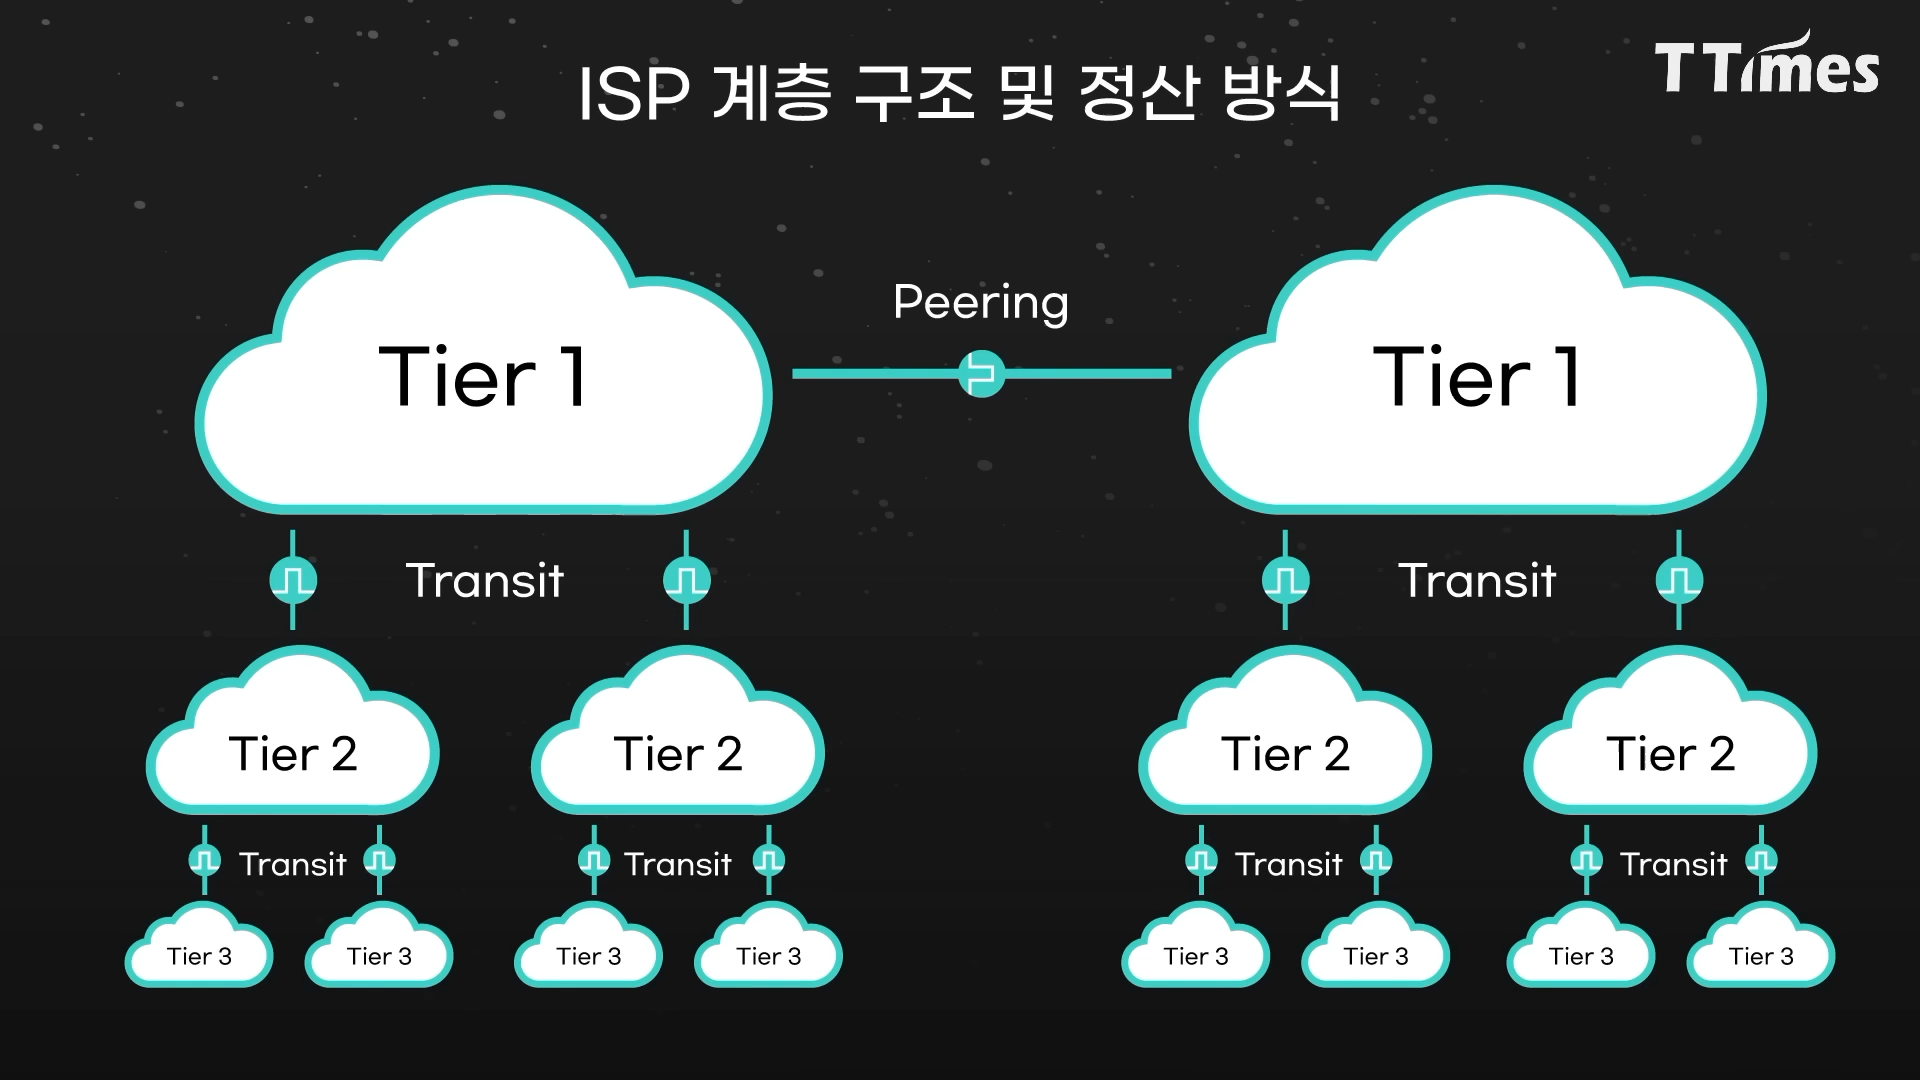 ISP 계층 구조 및 정산 방식
TTimes
Peering
Tier 1
Tier 1
Transit
Transit
Tier 2
Tier 2
Tier 2
Tier 2
Transit
Transit
Transit
Transit
Tier 3
Tier 3
Tier 3
Tier 3
Tier 3
Tier 3
Tier 3
Tier 3